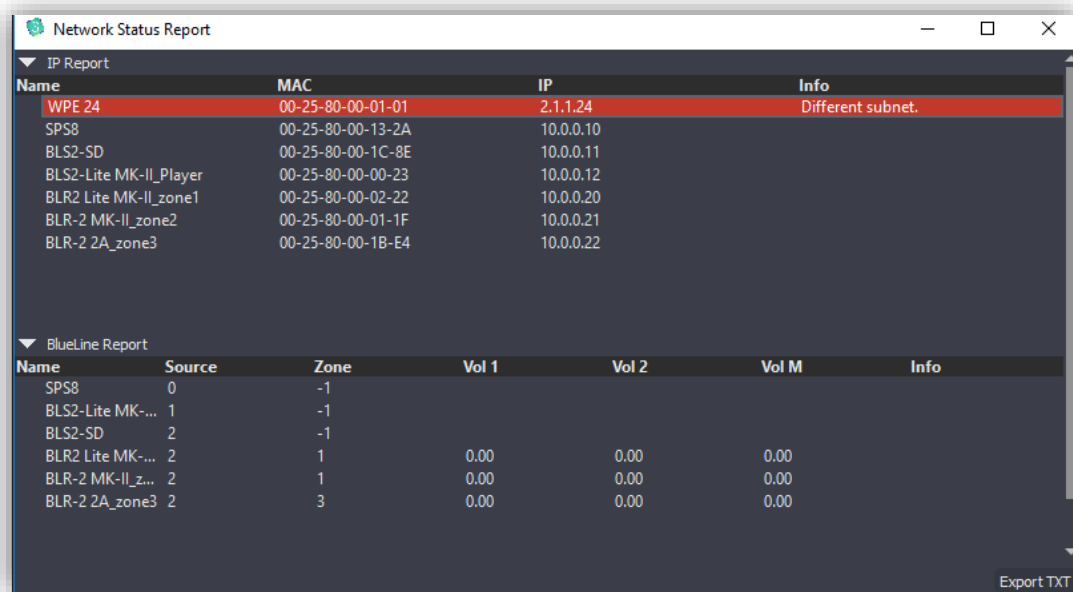 Network Status Report
IP Report
Name MAC IP Info
WPE 24 00-25-80-00-01-01 2.1.1.24 Different subnet.
SPS8 00-25-80-00-13-2A 10.0.0.10
BLS2-SD 00-25-80-00-1C-8E 10.0.0.11
BLS2-Lite MK-II_Player 00-25-80-00-00-23 10.0.0.12
BLR2 Lite MK-II_zone1 00-25-80-00-02-22 10.0.0.20
BLR-2 MK-II_zone2 00-25-80-00-01-1F 10.0.0.21
BLR-2 2A_zone3 00-25-80-00-1B-E4 10.0.0.22
BlueLine Report
Name Source Zone Vol 1 Vol 2 Vol M Info
SPS8 0 -1
BLS2-Lite MK-... 1 -1
BLS2-SD 2 -1
BLR2 Lite MK-... 2 1 0.00 0.00 0.00
BLR-2 MK-II_z... 2 1 0.00 0.00 0.00
BLR-2 2A_zone3 2 3 0.00 0.00 0.00
Export TXT